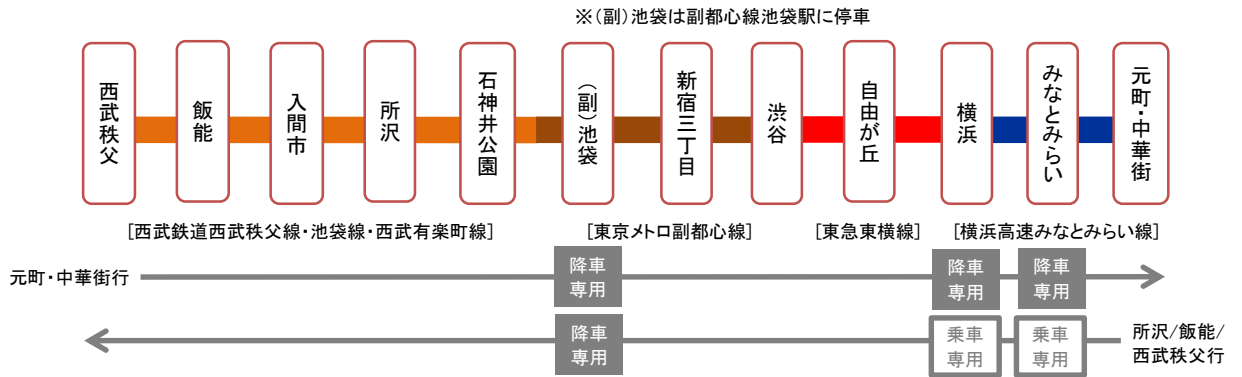 ※(副)池袋は副都心線池袋駅に停車
西武秩父
飯能
入間市
所沢
石神井公園
(副)池袋
新宿三丁目
渋谷
自由が丘
横浜
みなとみらい
元町・中華街
[西武鉄道西武秩父線・池袋線・西武有楽町線]
[東京メトロ副都心線]
[東急東横線]
[横浜高速みなとみらい線]
元町・中華街行
降車
専用
降車
専用
降車
専用
降車
専用
乗車
専用
乗車
専用
所沢/飯能/
西武秩父行